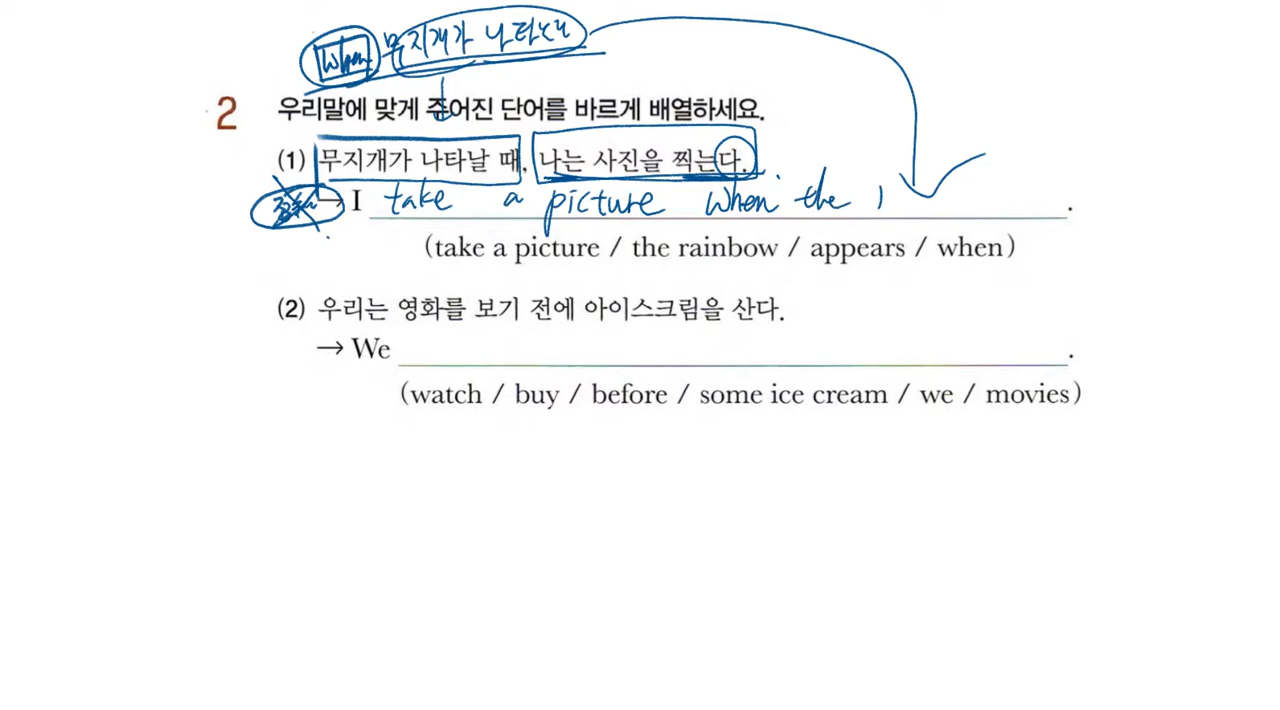 when 무지개가 나타난다
2 우리말에 맞게 주어진 단어를 바르게 배열하세요.
(1) 무지개가 나타날 때, 나는 사진을 찍는다.
→ I take a picture when the
(take a picture / the rainbow / appears / when)
(2) 우리는 영화를 보기 전에 아이스크림을 산다.
→ We .
(watch / buy / before / some ice cream / we / movies)